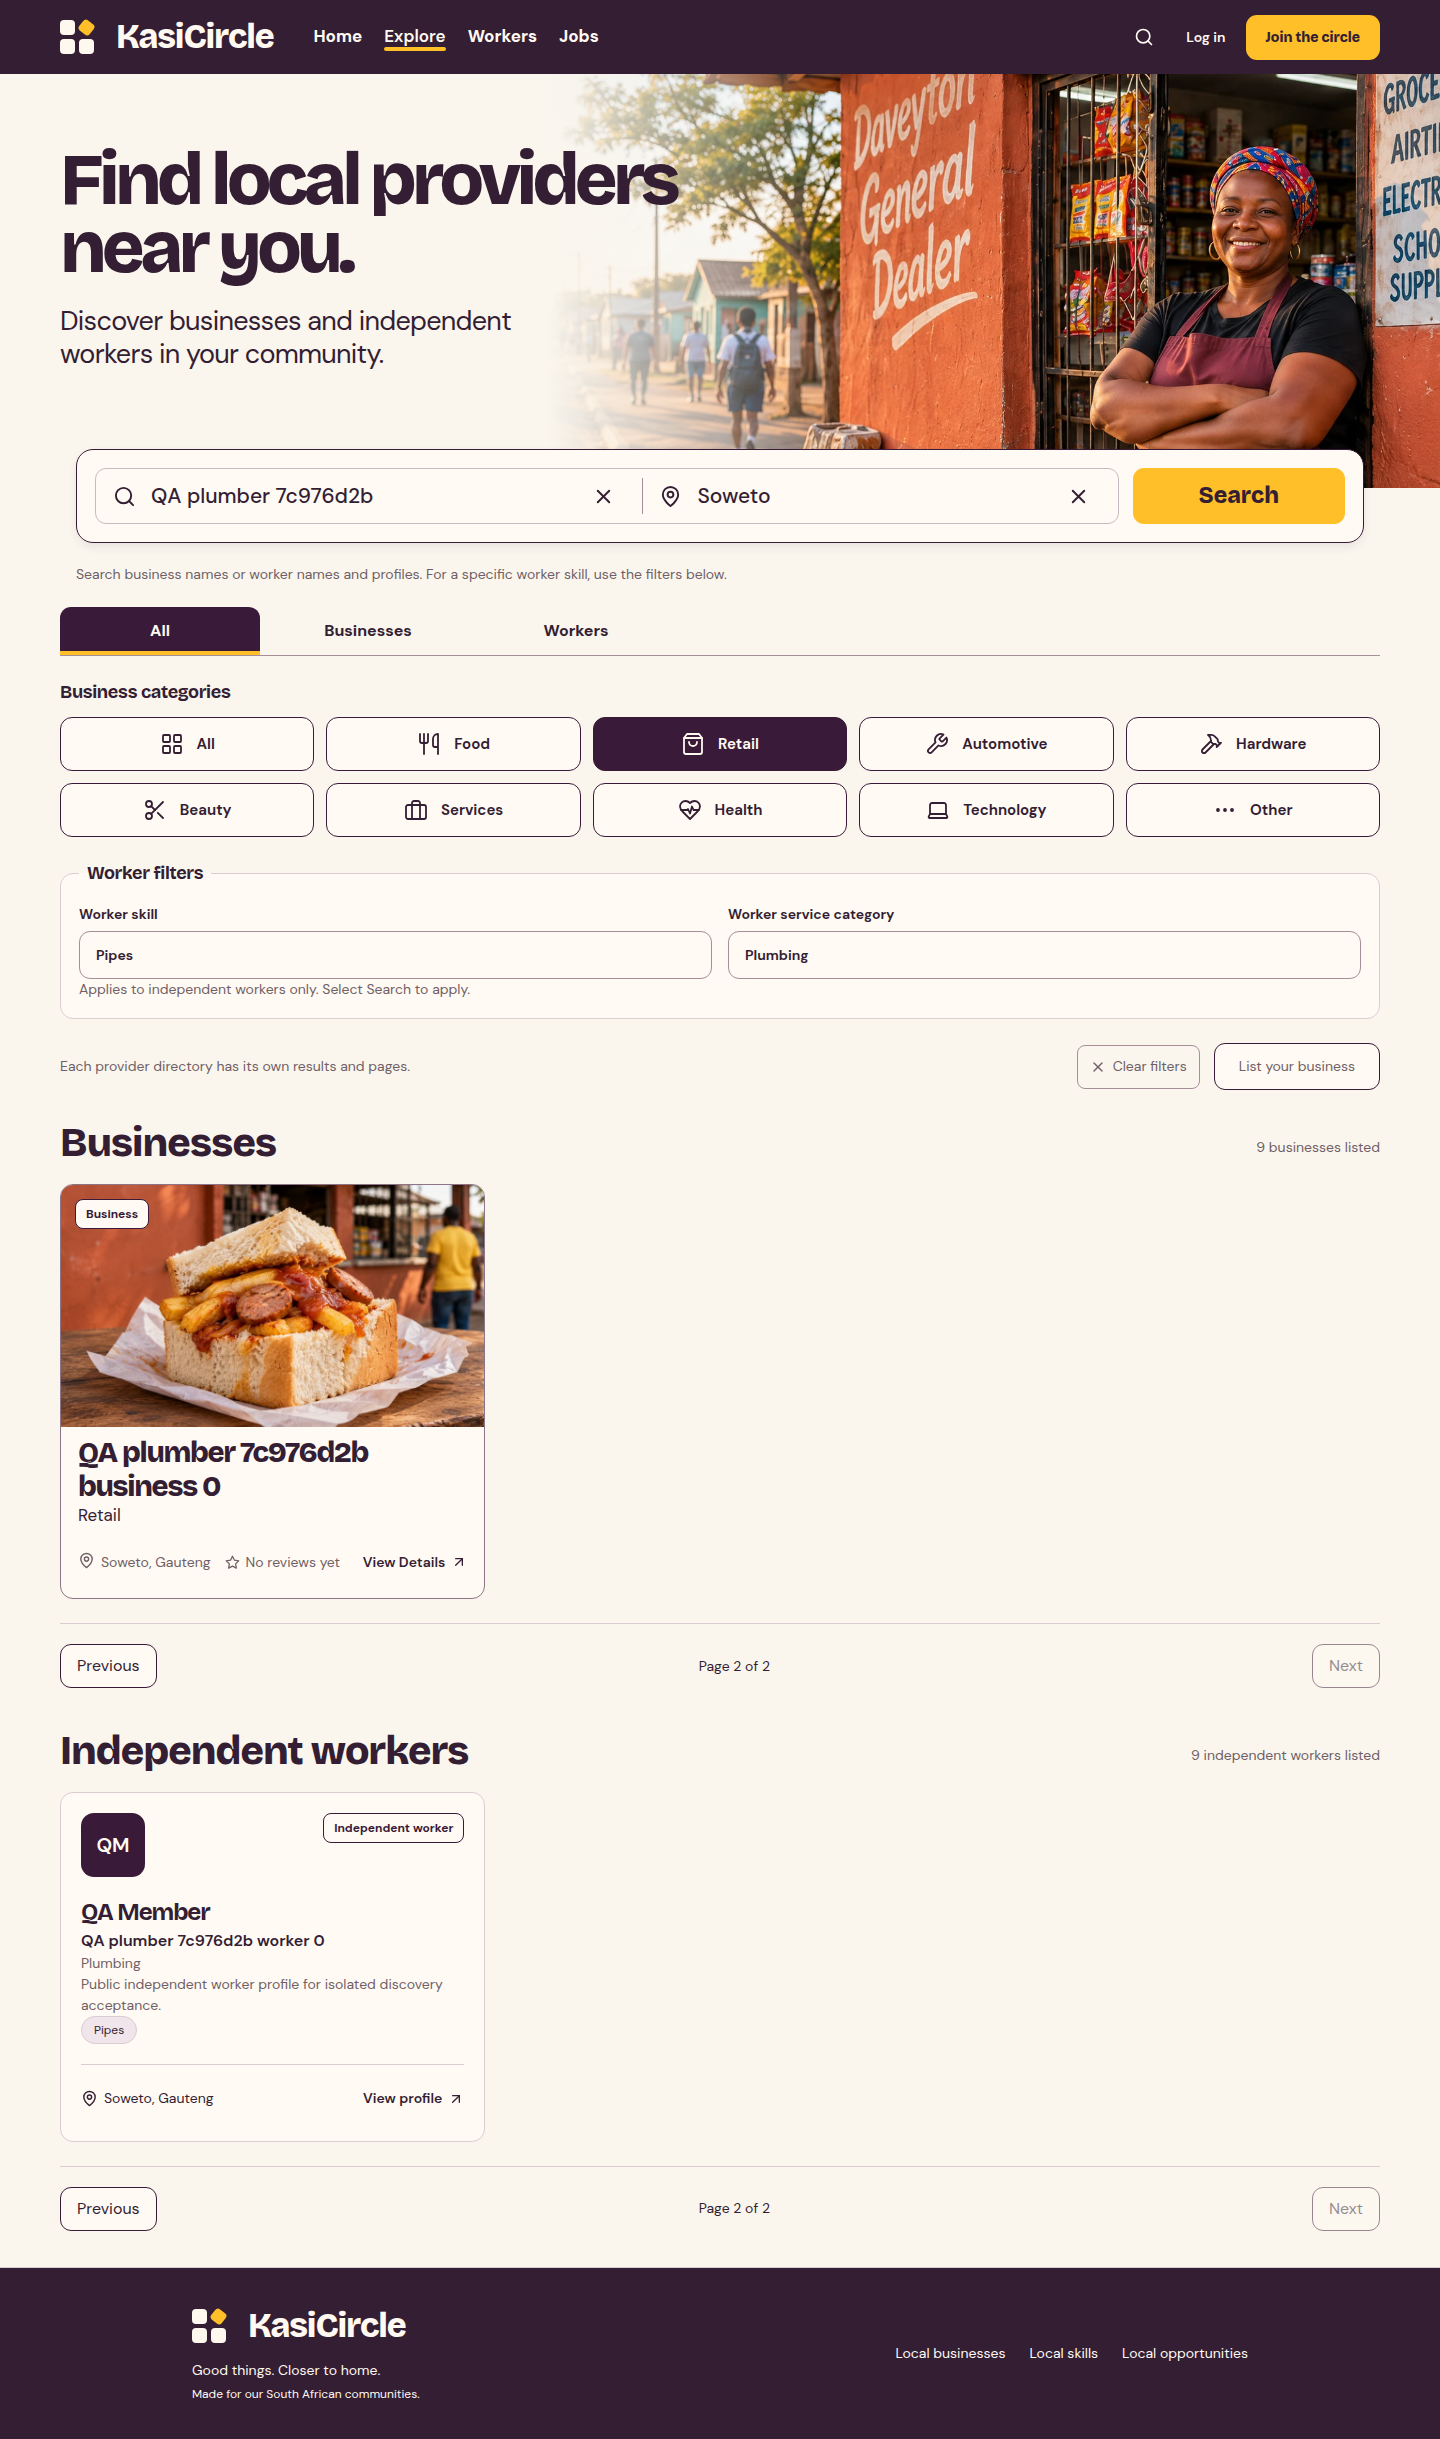 KasiCircle
Home Explore Workers Jobs
Log in
Join the circle
Find local providers
near you.
Discover businesses and independent
workers in your community.
Daveyton
General
Dealer
QA plumber 7c976d2b
Soweto
Search
Search business names or worker names and profiles. For a specific worker skill, use the filters below.
All
Businesses
Workers
Business categories
All
Food
Retail
Automotive
Hardware
Beauty
Services
Health
Technology
Other
Worker filters
Worker skill
Worker service category
Pipes
Plumbing
Applies to independent workers only. Select Search to apply.
Each provider directory has its own results and pages.
Clear filters
List your business
Businesses
9 businesses listed
Business
QA plumber 7c976d2b
business 0
Retail
Soweto, Gauteng
No reviews yet
View Details
Previous
Page 2 of 2
Next
Independent workers
9 independent workers listed
QM
Independent worker
QA Member
QA plumber 7c976d2b worker 0
Plumbing
Public independent worker profile for isolated discovery
acceptance.
Pipes
Soweto, Gauteng
View profile
Previous
Page 2 of 2
Next
KasiCircle
Good things. Closer to home.
Made for our South African communities.
Local businesses
Local skills
Local opportunities